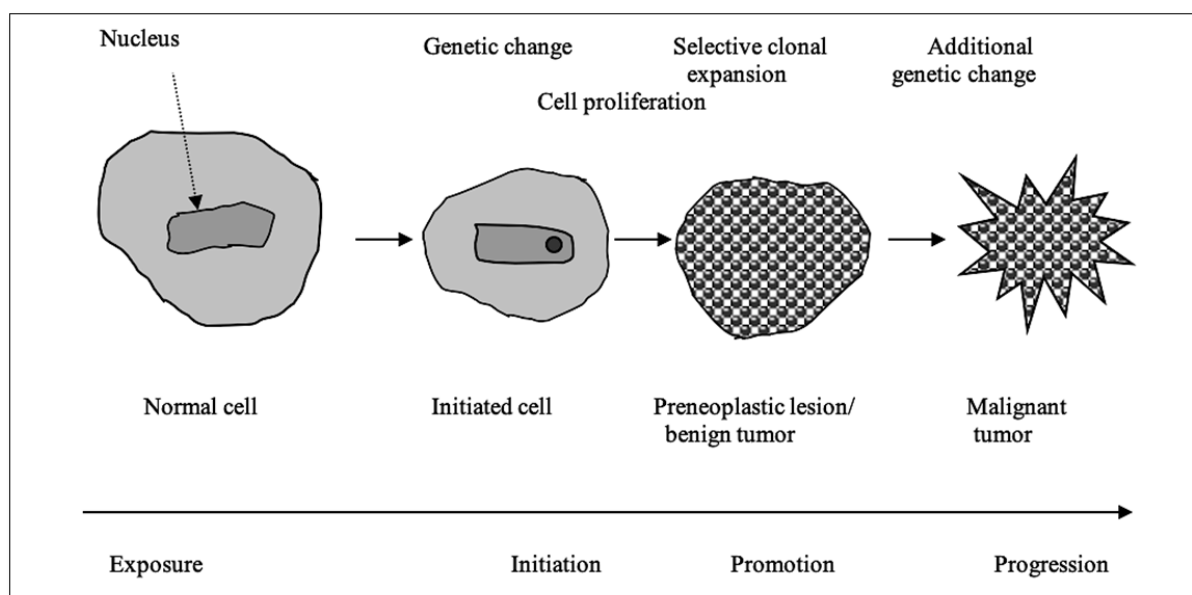 Nucleus
Genetic change
Selective clonal
expansion
Additional
genetic change
Cell proliferation
Normal cell
Initiated cell
Preneoplastic lesion/
benign tumor
Malignant
tumor
Exposure
Initiation
Promotion
Progression